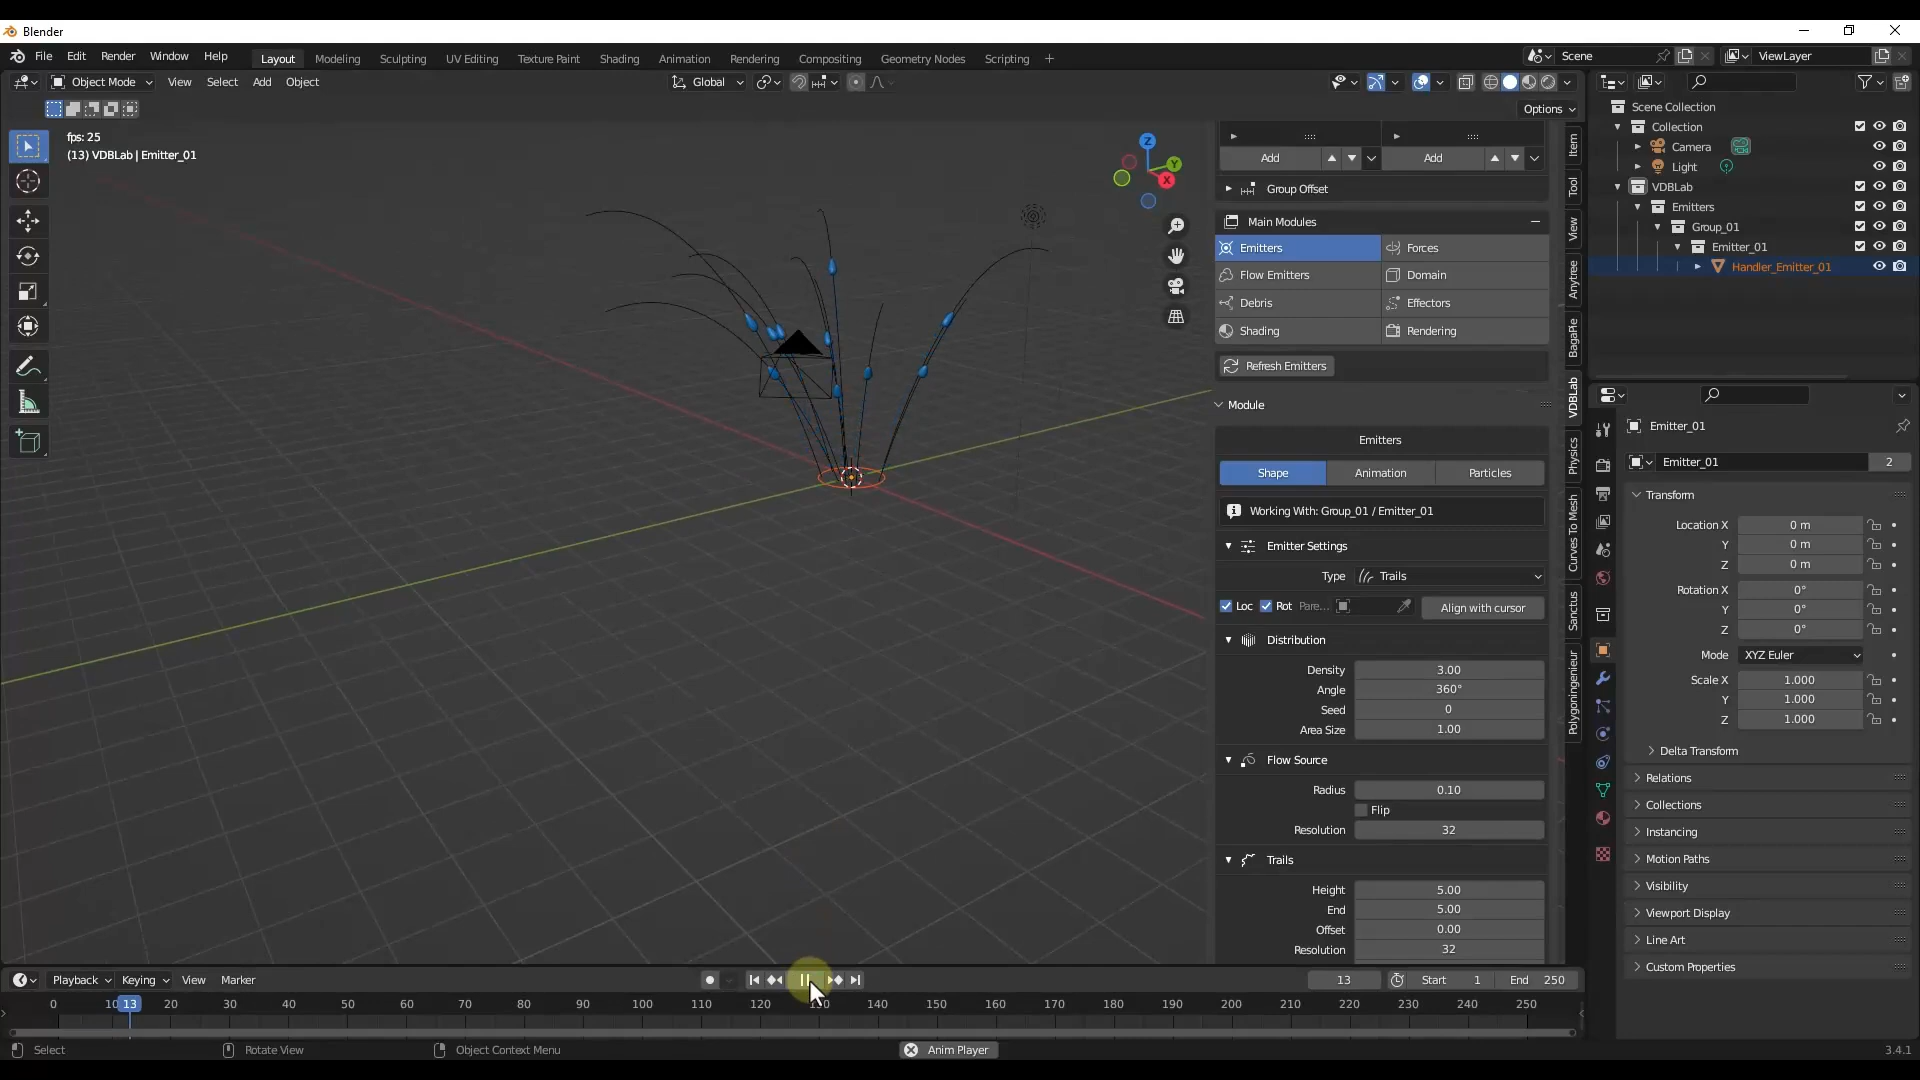 Blender
File Edit Render Window Help Layout Modeling Sculpting UV Editing Texture Paint Shading Animation Rendering Compositing Geometry Nodes Scripting + Scene ViewLayer
Object Mode View Select Add Object Global
Options
fps: 25
(13) VDBLab | Emitter_01
Z
Y
X
Add Add
Group Offset
Main Modules
Emitters Forces
Flow Emitters Domain
Debris Effectors
Shading Rendering
Refresh Emitters
Module
Emitters
Shape Animation Particles
Working With: Group_01 / Emitter_01
Emitter Settings
Type Trails
Loc Rot Pare... Align with cursor
Distribution
Density 3.00
Angle 360°
Seed 0
Area Size 1.00
Flow Source
Radius 0.10
Flip
Resolution 32
Trails
Height 5.00
End 5.00
Offset 0.00
Resolution 32
Item
Tool
View
Anytree
BagaPie
VDBLab
Physics
Curves To Mesh
Sanctus
Polygoningenieur
Scene Collection
Collection
Camera
Light
VDBLab
Emitters
Group_01
Emitter_01
Handler_Emitter_01
Emitter_01
Emitter_01 2
Transform
Location X 0 m
Y 0 m
Z 0 m
Rotation X 0°
Y 0°
Z 0°
Mode XYZ Euler
Scale X 1.000
Y 1.000
Z 1.000
Delta Transform
Relations
Collections
Instancing
Motion Paths
Visibility
Viewport Display
Line Art
Custom Properties
Playback Keying View Marker 13 Start 1 End 250
0 10 13 20 30 40 50 60 70 80 90 100 110 120 130 140 150 160 170 180 190 200 210 220 230 240 250
Select Rotate View Object Context Menu Anim Player 3.4.1